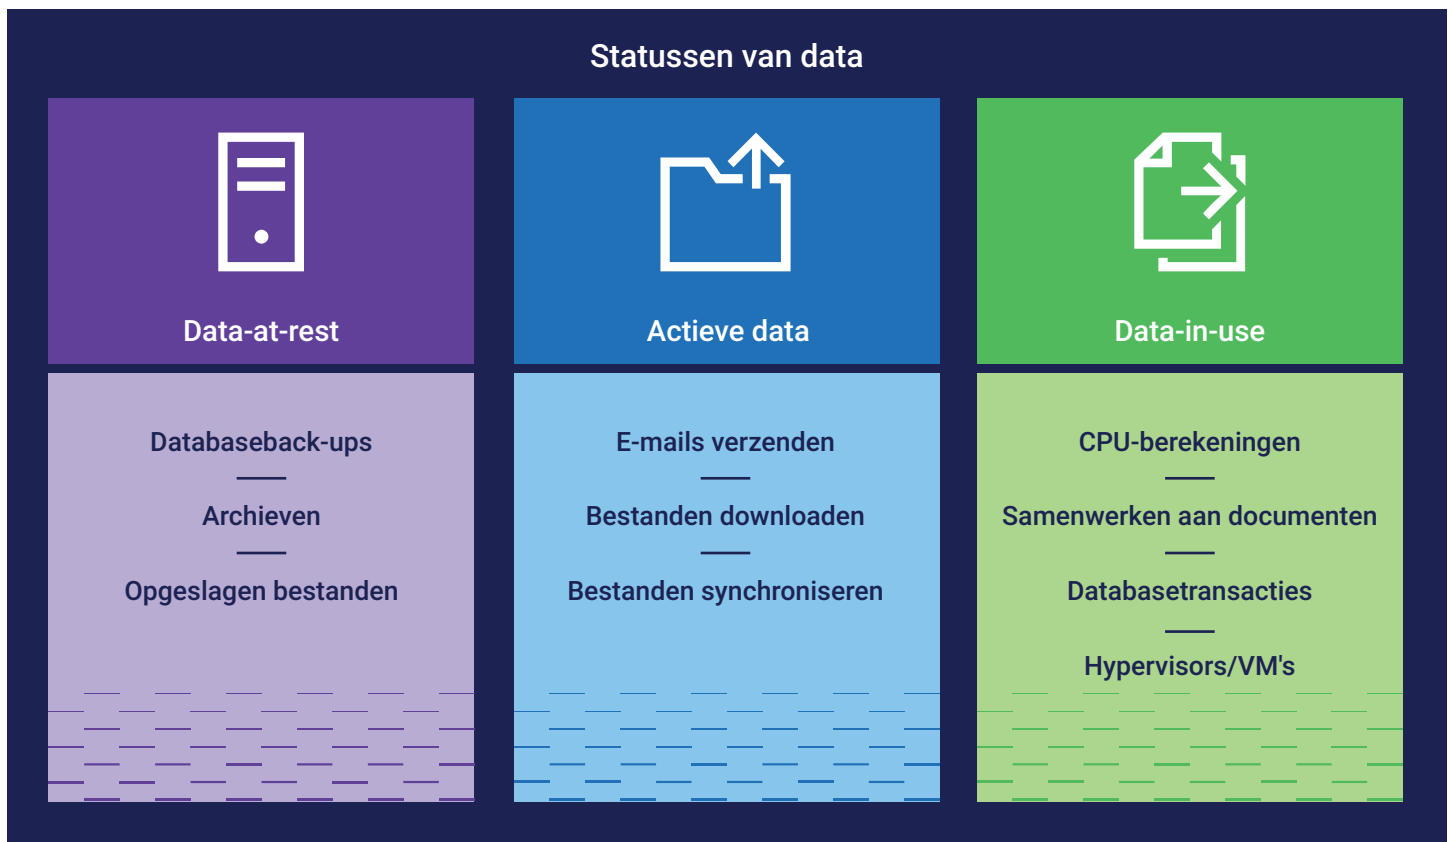 Statussen van data
Data-at-rest
Databaseback-ups
Archieven
Opgeslagen bestanden
Actieve data
E-mails verzenden
Bestanden downloaden
Bestanden synchroniseren
Data-in-use
CPU-berekeningen
Samenwerken aan documenten
Databasetransacties
Hypervisors/VM's